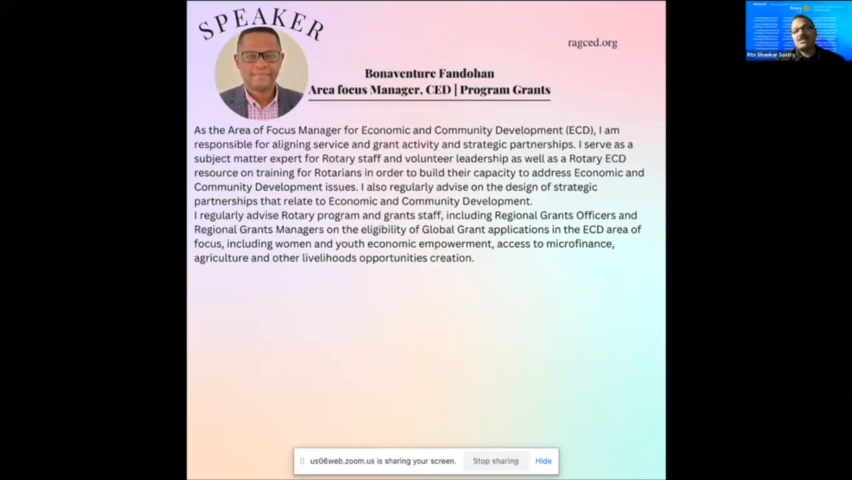 SPEAKER
ragced.org
Bonaventure Fandohan
Area focus Manager, CED | Program Grants
As the Area of Focus Manager for Economic and Community Development (ECD), I am
responsible for aligning service and grant activity and strategic partnerships. I serve as a
subject matter expert for Rotary staff and volunteer leadership as well as a Rotary ECD
resource on training for Rotarians in order to build their capacity to address Economic and
Community Development issues. I also regularly advise on the design of strategic
partnerships that relate to Economic and Community Development.
I regularly advise Rotary program and grants staff, including Regional Grants Officers and
Regional Grants Managers on the eligibility of Global Grant applications in the ECD area of
focus, including women and youth economic empowerment, access to microfinance,
agriculture and other livelihoods opportunities creation.
Rotary
Rtn Shankar Sastry
us06web.zoom.us is sharing your screen.
Stop sharing
Hide